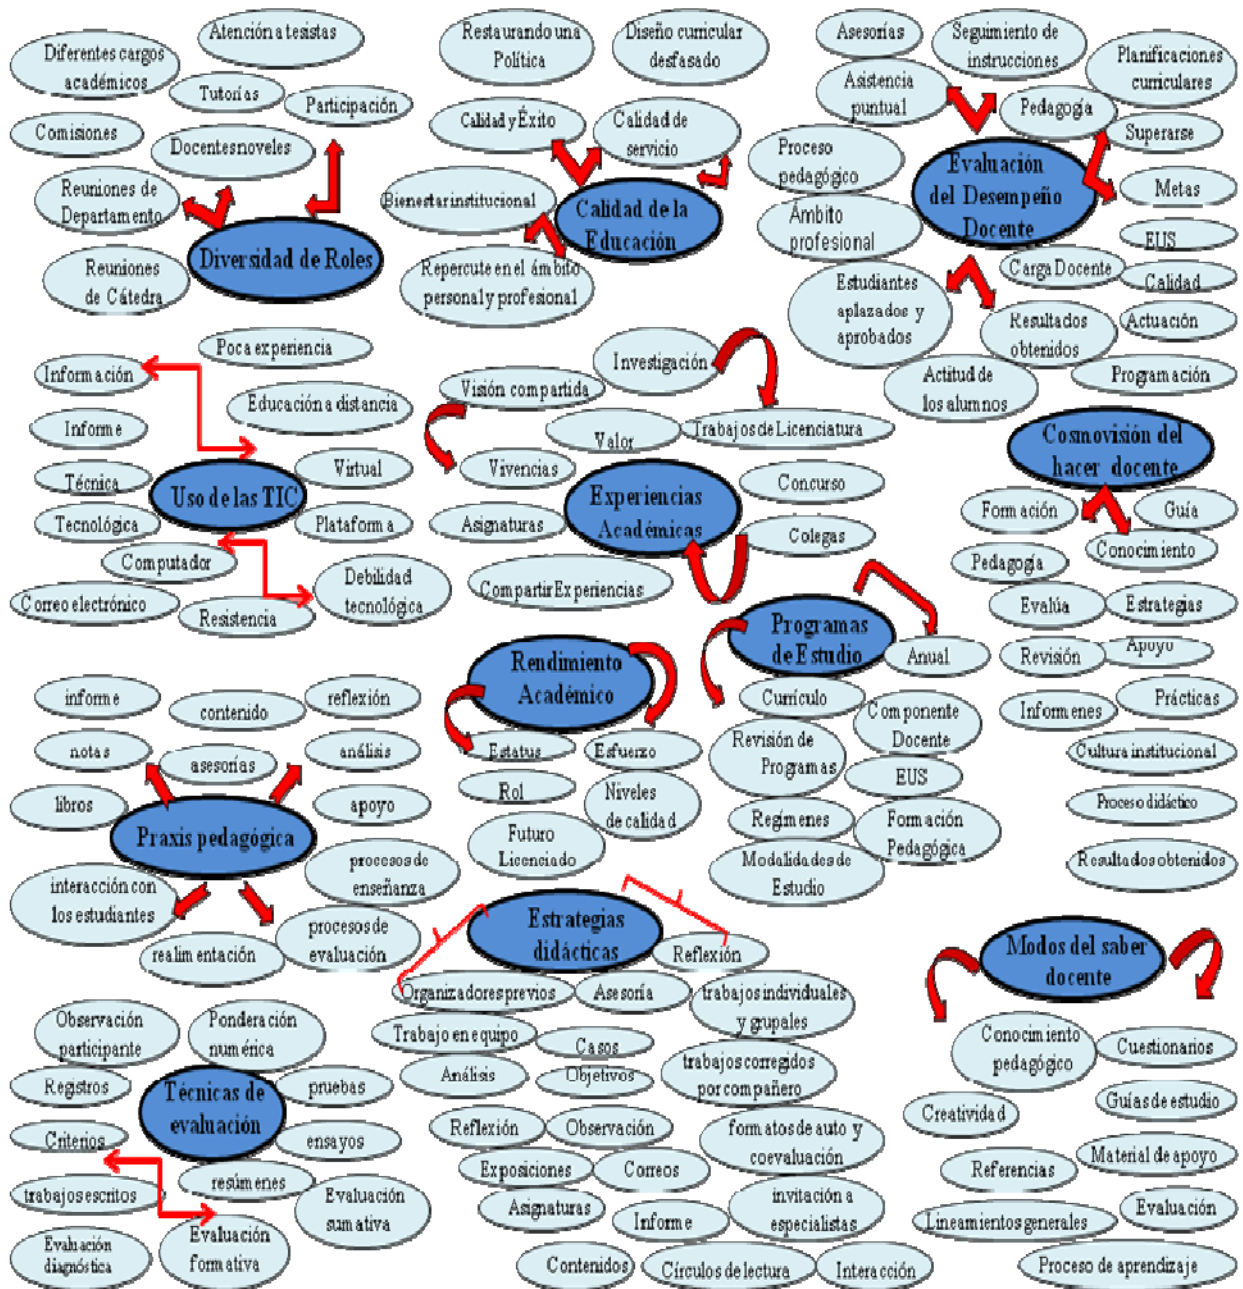 Diferentes cargos
académicos
Atención a tesistas
Tutorías
Participación
Comisiones
Docentes noveles
Reuniones de
Departamento
Diversidad de Roles
Reuniones
de Cátedra
Restaurando una
Política
Diseño curricular
desfasado
Calidad y Éxito
Calidad de
servicio
Bienestar institucional
Calidad de la
Educación
Repercute en el ámbito
personal y profesional
Asesorías
Seguimiento de
instrucciones
Planificaciones
curriculares
Asistencia
puntual
Pedagogía
Superarse
Proceso
pedagógico
Evaluación
del Desempeño
Docente
Metas
Ámbito
profesional
EUS
Carga Docente
Calidad
Estudiantes
aplazados y
aprobados
Resultados
obtenidos
Actuación
Actitud de
los alumnos
Programación
Poca experiencia
Información
Educación a distancia
Informe
Virtual
Técnica
Uso de las TIC
Tecnológica
Plataforma
Computador
Debilidad
tecnológica
Correo electrónico
Resistencia
Investigación
Visión compartida
Trabajos de Licenciatura
Valor
Vivencias
Concurso
Experiencias
Académicas
Asignaturas
Colegas
Compartir Experiencias
Cosmovisión del
hacer docente
Formación
Guía
Conocimiento
Pedagogía
Evalúa
Estrategias
Revisión
Apoyo
Prácticas
Informenes
Cultura institucional
Proceso didáctico
Resultados obtenidos
Programas
de Estudio
Anual
Currículo
Componente
Docente
Revisión de
Programas
EUS
Regímenes
Formación
Pedagógica
Modalidades de
Estudio
Rendimiento
Académico
Estatus
Esfuerzo
Rol
Niveles
de calidad
Futuro
Licenciado
informe
contenido
reflexión
notas
asesorías
análisis
libros
apoyo
Praxis pedagógica
procesos de
enseñanza
interacción con
los estudiantes
procesos de
evaluación
realimentación
Estrategias
didácticas
Reflexión
Organizadores previos
Asesoría
trabajos individuales
y grupales
Trabajo en equipo
Casos
Análisis
Objetivos
trabajos corregidos
por compañero
Reflexión
Observación
formatos de auto y
coevaluación
Exposiciones
Correos
Asignaturas
Informe
invitación a
especialistas
Contenidos
Círculos de lectura
Interacción
Modos del saber
docente
Conocimiento
pedagógico
Cuestionarios
Creatividad
Guías de estudio
Referencias
Material de apoyo
Lineamientos generales
Evaluación
Proceso de aprendizaje
Observación
participante
Ponderación
numérica
Registros
Técnicas de
evaluación
pruebas
Criterios
ensayos
trabajos escritos
resúmenes
Evaluación
sumativa
Evaluación
diagnóstica
Evaluación
formativa